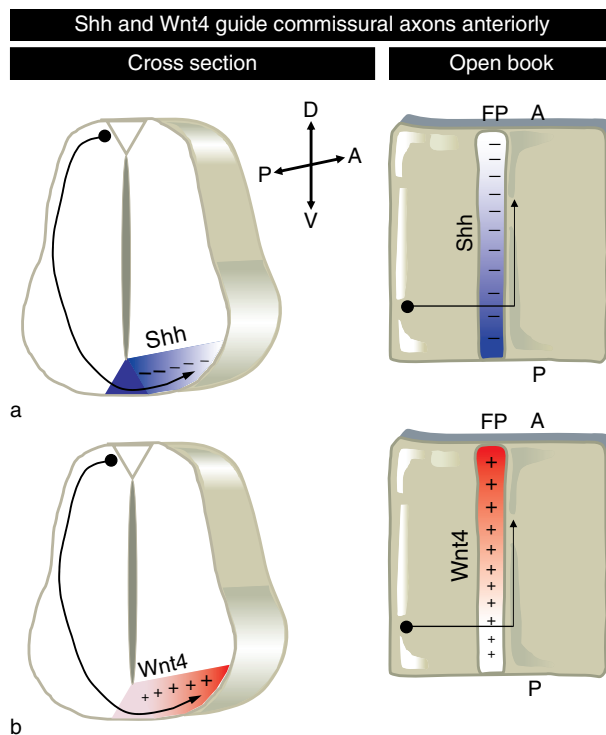 Shh and Wnt4 guide commissural axons anteriorly
Cross section
Open book
D
P
A
V
Shh
– – – – –
a
FP A
Shh
– – – – – – – – – – –
P
Wnt4
+ + + + +
b
FP A
Wnt4
+ + + + + + + + + + +
P